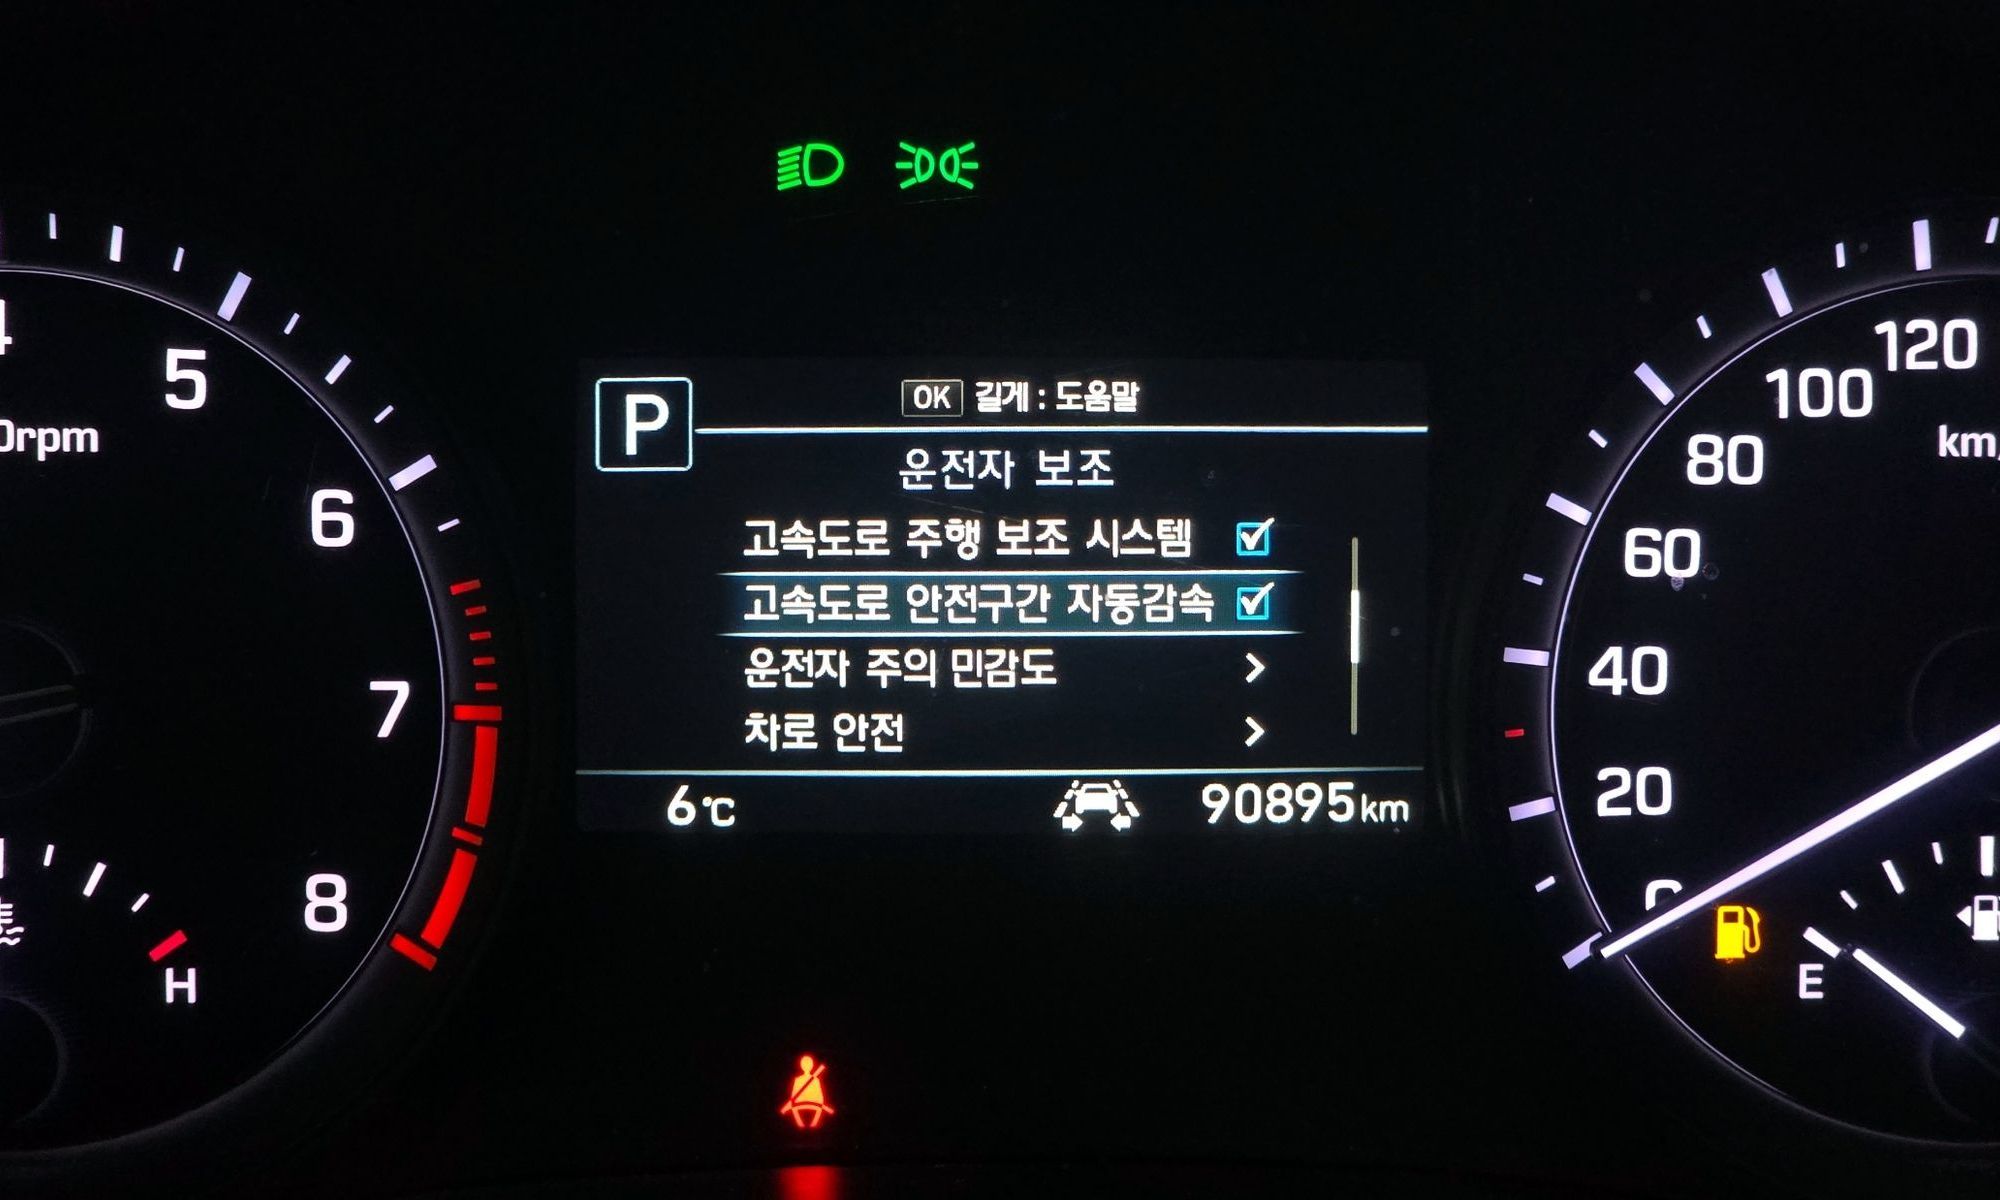 P
OK 길게 : 도움말
운전자 보조
고속도로 주행 보조 시스템
고속도로 안전구간 자동감속
운전자 주의 민감도
차로 안전
6℃
90895km
5
6
7
8
0rpm
H
120
100
80
60
40
20
0
km/
E